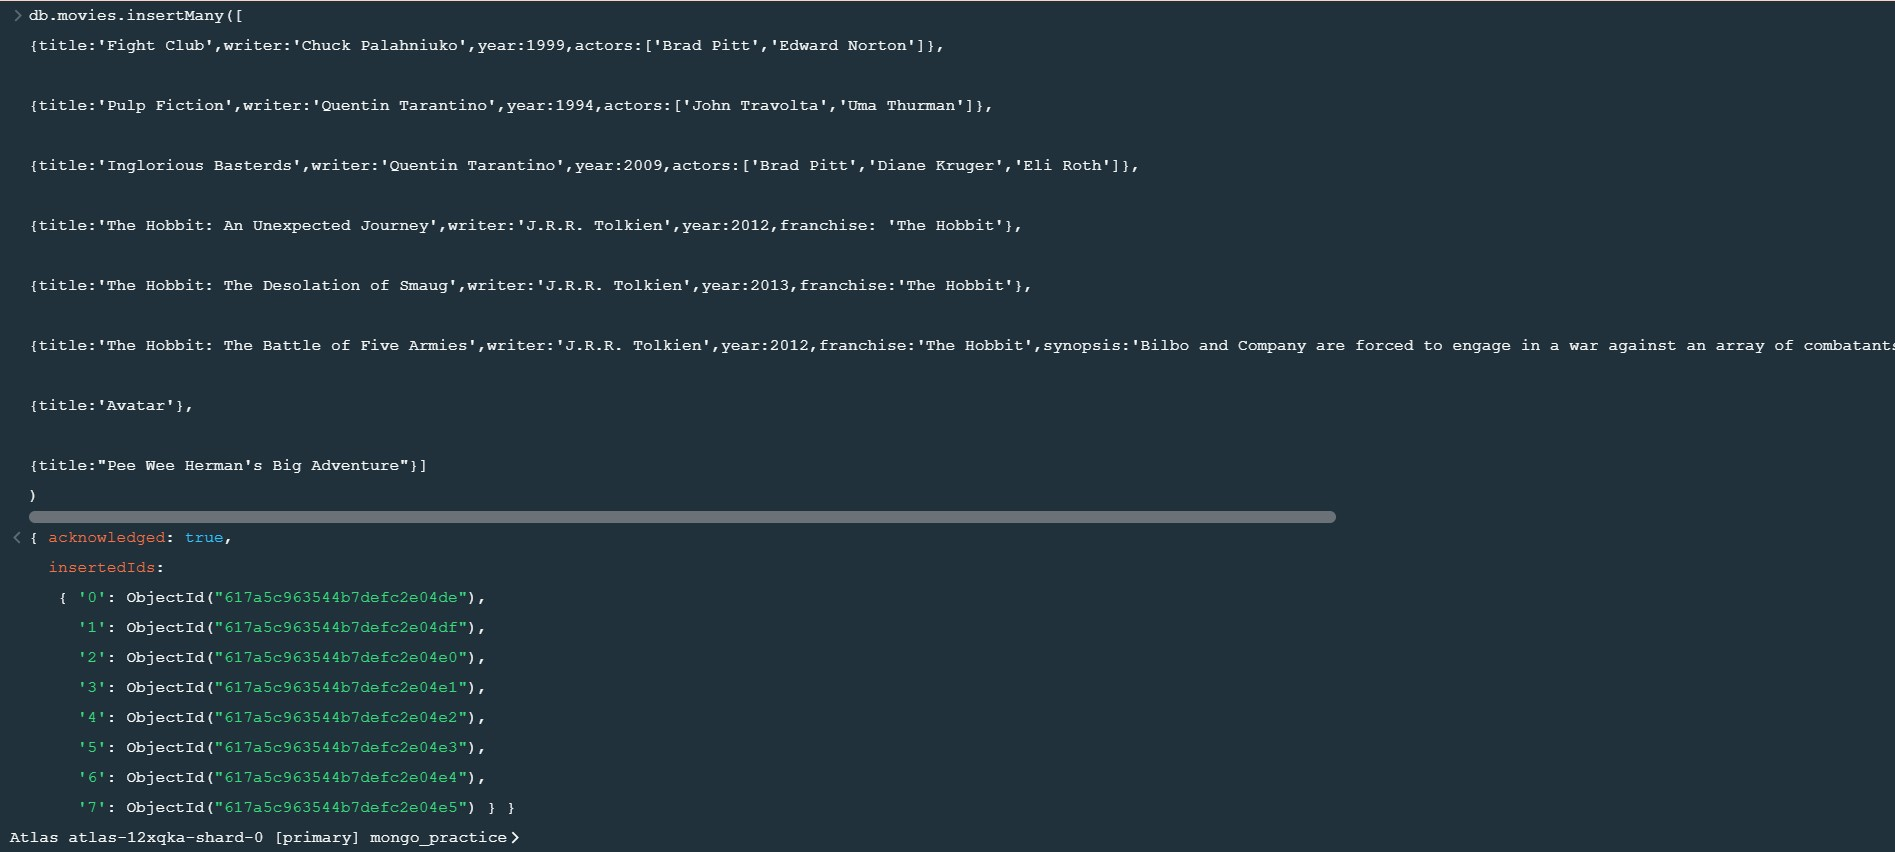 > db.movies.insertMany([
{title:'Fight Club',writer:'Chuck Palahniuko',year:1999,actors:['Brad Pitt','Edward Norton']},
{title:'Pulp Fiction',writer:'Quentin Tarantino',year:1994,actors:['John Travolta','Uma Thurman']},
{title:'Inglorious Basterds',writer:'Quentin Tarantino',year:2009,actors:['Brad Pitt','Diane Kruger','Eli Roth']},
{title:'The Hobbit: An Unexpected Journey',writer:'J.R.R. Tolkien',year:2012,franchise: 'The Hobbit'},
{title:'The Hobbit: The Desolation of Smaug',writer:'J.R.R. Tolkien',year:2013,franchise:'The Hobbit'},
{title:'The Hobbit: The Battle of Five Armies',writer:'J.R.R. Tolkien',year:2012,franchise:'The Hobbit',synopsis:'Bilbo and Company are forced to engage in a war against an array of combatants
{title:'Avatar'},
{title:"Pee Wee Herman's Big Adventure"}]
)
< { acknowledged: true,
insertedIds:
{ '0': ObjectId("617a5c963544b7defc2e04de"),
'1': ObjectId("617a5c963544b7defc2e04df"),
'2': ObjectId("617a5c963544b7defc2e04e0"),
'3': ObjectId("617a5c963544b7defc2e04e1"),
'4': ObjectId("617a5c963544b7defc2e04e2"),
'5': ObjectId("617a5c963544b7defc2e04e3"),
'6': ObjectId("617a5c963544b7defc2e04e4"),
'7': ObjectId("617a5c963544b7defc2e04e5") } }
Atlas atlas-12xqka-shard-0 [primary] mongo_practice>